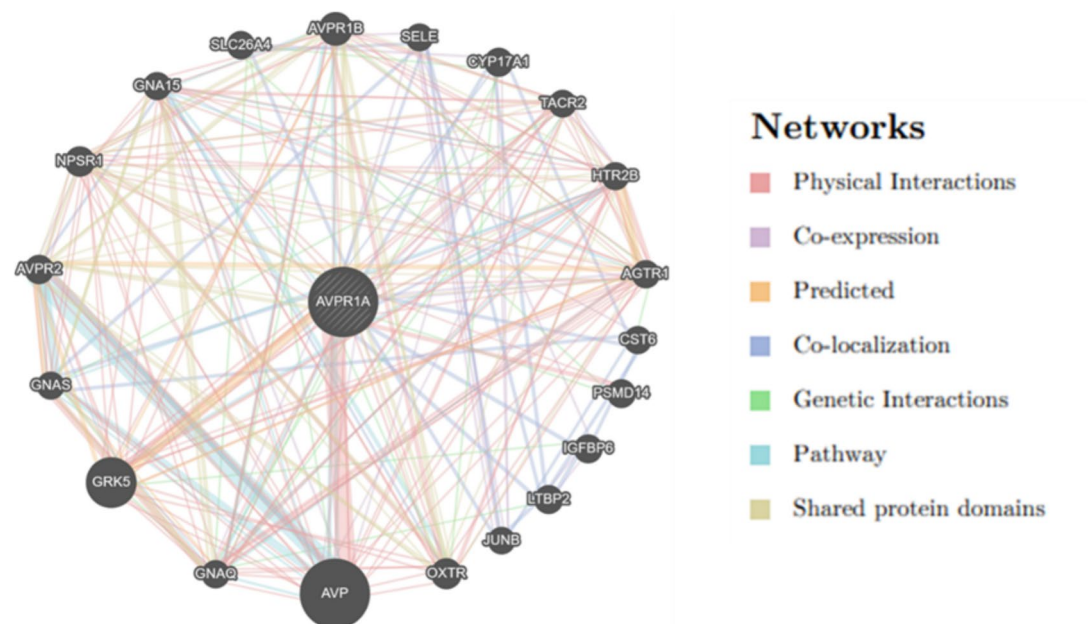 AVPR1B
SELE
SLC26A4
CYP17A1
GNA15
TACR2
NPSR1
HTR2B
AVPR2
AGTR1
AVPR1A
CST6
GNAS
PSMD14
IGFBP6
GRK5
LTBP2
JUNB
GNAQ
OXTR
AVP
Networks
Physical Interactions
Co-expression
Predicted
Co-localization
Genetic Interactions
Pathway
Shared protein domains